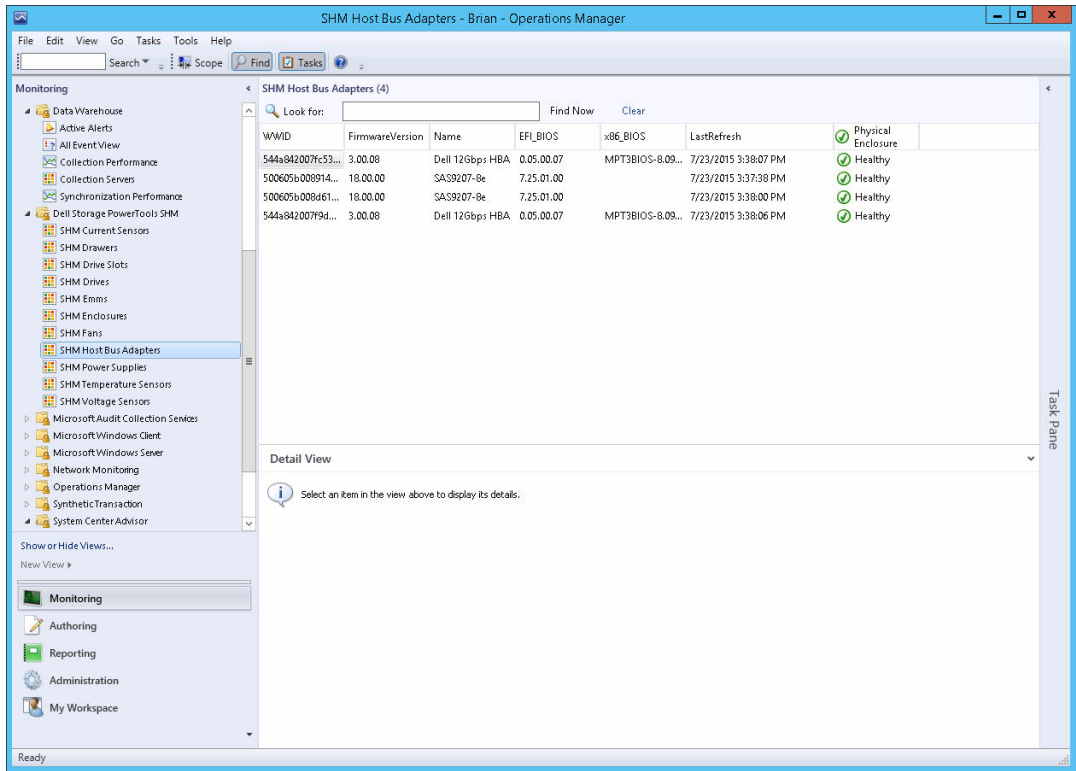 SHM Host Bus Adapters - Brian - Operations Manager
File Edit View Go Tasks Tools Help
Search Scope Find Tasks
Monitoring
Data Warehouse
Active Alerts
All Event View
Collection Performance
Collection Servers
Synchronization Performance
Dell Storage PowerTools SHM
SHM Current Sensors
SHM Drawers
SHM Drive Slots
SHM Drives
SHM Emms
SHM Enclosures
SHM Fans
SHM Host Bus Adapters
SHM Power Supplies
SHM Temperature Sensors
SHM Voltage Sensors
Microsoft Audit Collection Services
Microsoft Windows Client
Microsoft Windows Server
Network Monitoring
Operations Manager
Synthetic Transaction
System Center Advisor
Show or Hide Views...
New View
Monitoring
Authoring
Reporting
Administration
My Workspace
SHM Host Bus Adapters (4)
Look for: Find Now Clear
WWID FirmwareVersion Name EFI_BIOS x86_BIOS LastRefresh Physical Enclosure
544a842007fc53... 3.00.08 Dell 12Gbps HBA 0.05.00.07 MPT3BIOS-8.09... 7/23/2015 3:38:07 PM Healthy
500605b008914... 18.00.00 SAS9207-8e 7.25.01.00 7/23/2015 3:37:38 PM Healthy
500605b008d61... 18.00.00 SAS9207-8e 7.25.01.00 7/23/2015 3:38:00 PM Healthy
544a842007f9d... 3.00.08 Dell 12Gbps HBA 0.05.00.07 MPT3BIOS-8.09... 7/23/2015 3:38:06 PM Healthy
Detail View
Select an item in the view above to display its details.
Task Pane
Ready